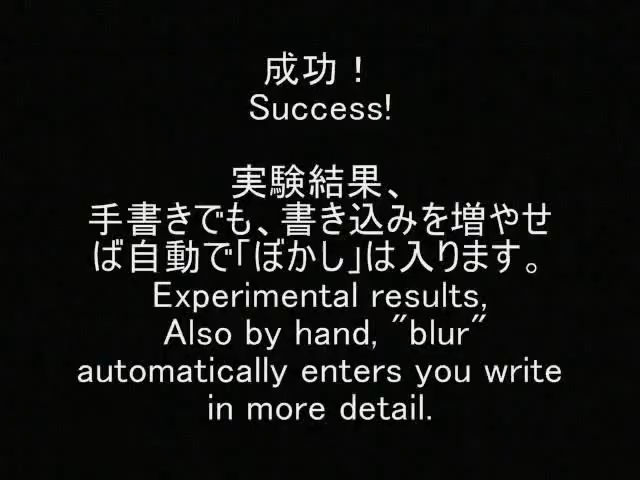 成功！
Success!
実験結果、
手書きでも、書き込みを増やせ
ば自動で「ぼかし」は入ります。
Experimental results,
Also by hand, "blur"
automatically enters you write
in more detail.